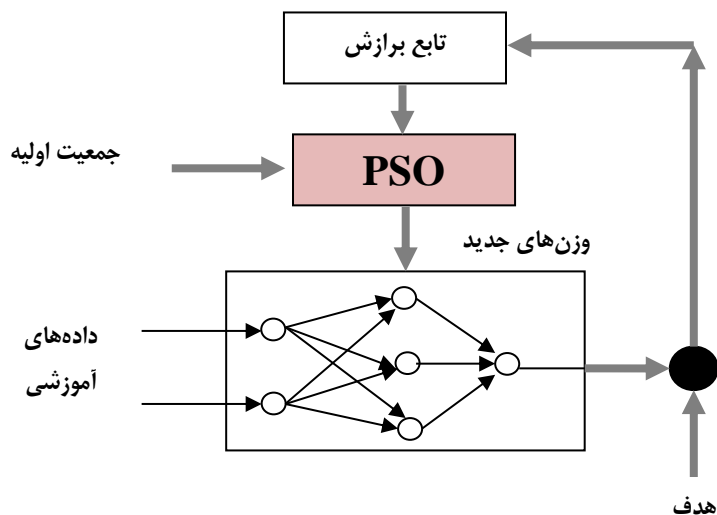 تابع برازش
جمعیت اولیه
PSO
وزن‌های جدید
داده‌های
آموزشی
هدف